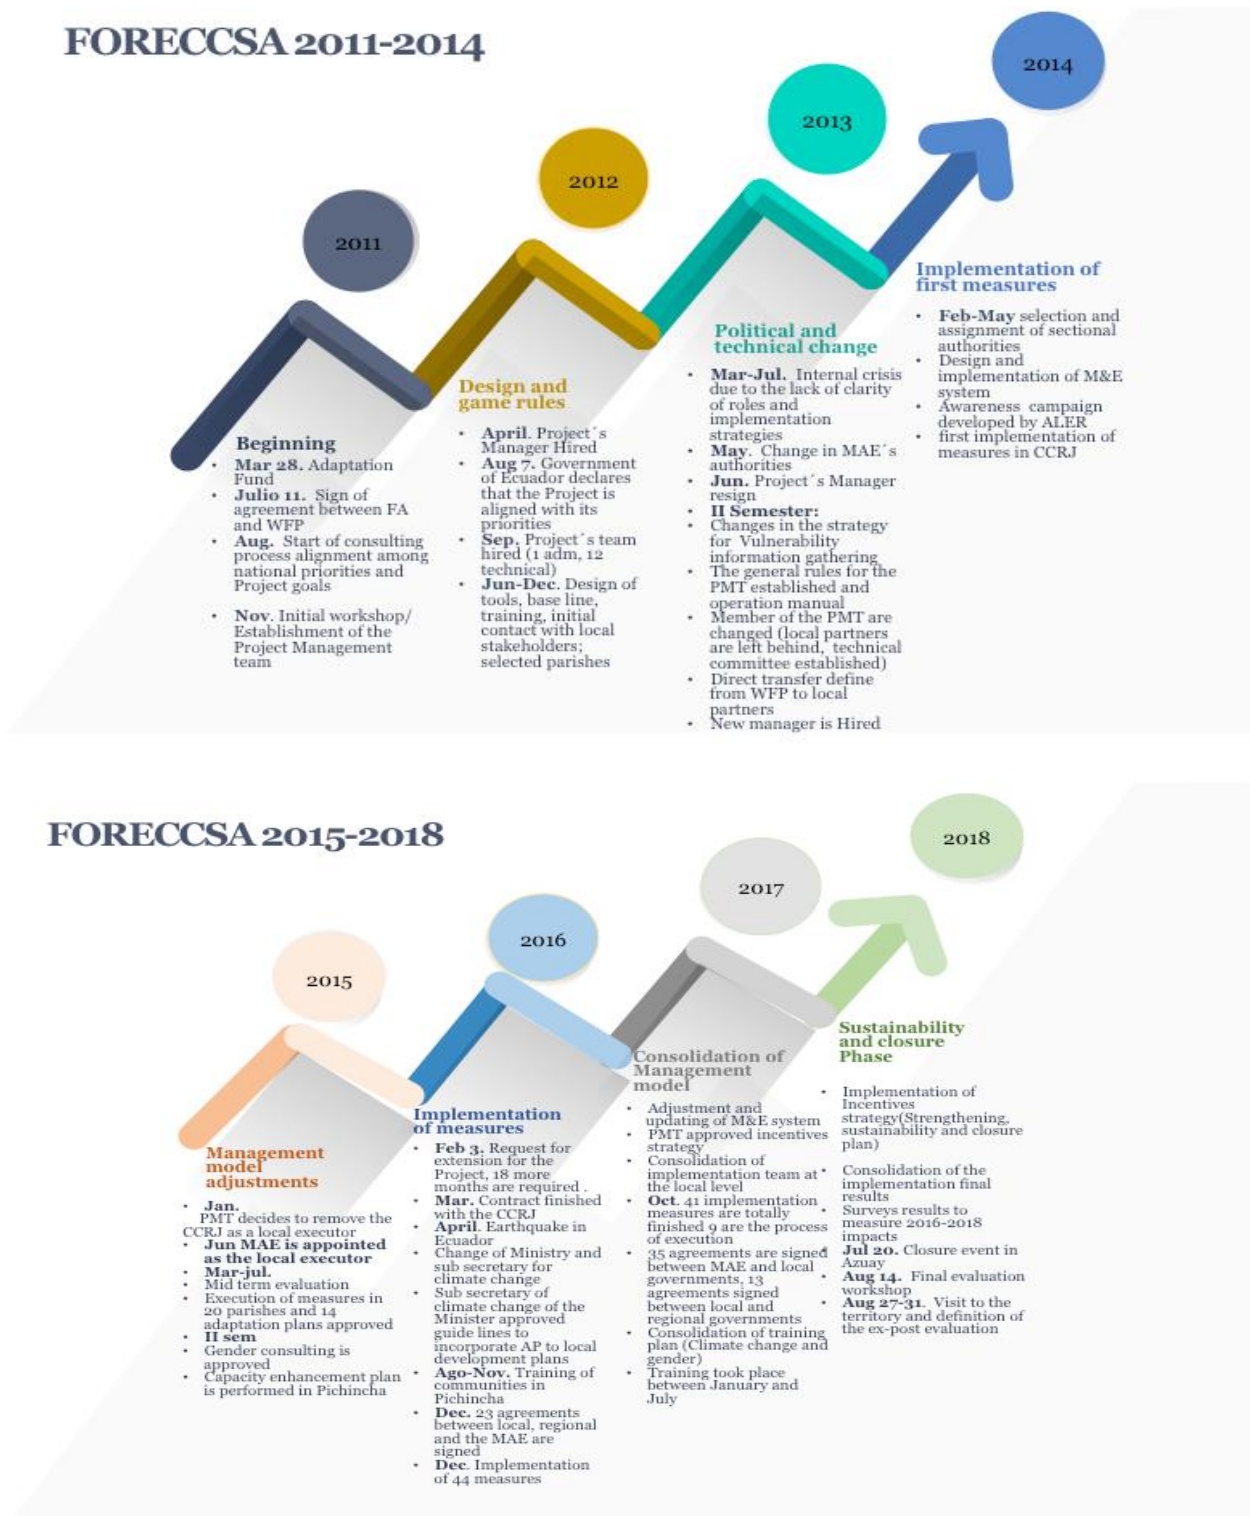 FORECCSA 2011-2014
2011
2012
2013
2014
Beginning
• Mar 28. Adaptation
Fund
• Julio 11. Sign of
agreement between FA
and WFP
• Aug. Start of consulting
process alignment among
national priorities and
Project goals
• Nov. Initial workshop/
Establishment of the
Project Management
team
Design and
game rules
• April. Project´s
Manager Hired
• Aug 7. Government
of Ecuador declares
that the Project is
aligned with its
priorities
• Sep. Project´s team
hired (1 adm, 12
technical)
• Jun-Dec. Design of
tools, base line,
training, initial
contact with local
stakeholders;
selected parishes
Political and
technical change
• Mar-Jul. Internal crisis
due to the lack of clarity
of roles and
implementation
strategies
• May. Change in MAE´s
authorities
• Jun. Project´s Manager
resign
• II Semester:
• Changes in the strategy
for Vulnerability
information gathering
• The general rules for the
PMT established and
operation manual
• Member of the PMT are
changed (local partners
are left behind, technical
committee established)
• Direct transfer define
from WFP to local
partners
• New manager is Hired
Implementation of
first measures
• Feb-May selection and
assignment of sectional
authorities
• Design and
implementation of M&E
system
• Awareness campaign
developed by ALER
• first implementation of
measures in CCRJ
FORECCSA 2015-2018
2015
2016
2017
2018
Management
model
adjustments
• Jan.
PMT decides to remove the
CCRJ as a local executor
• Jun MAE is appointed
as the local executor
• Mar-jul.
• Mid term evaluation
• Execution of measures in
20 parishes and 14
adaptation plans approved
• II sem
• Gender consulting is
approved
• Capacity enhancement plan
is performed in Pichincha
Implementation
of measures
• Feb 3. Request for
extension for the
Project, 18 more
months are required .
• Mar. Contract finished
with the CCRJ
• April. Earthquake in
Ecuador
• Change of Ministry and
sub secretary for
climate change
• Sub secretary of
climate change of the
Minister approved
guide lines to
incorporate AP to local
development plans
• Ago-Nov. Training of
communities in
Pichincha
• Dec. 23 agreements
between local, regional
and the MAE are
signed
• Dec. Implementation
of 44 measures
Consolidation of
Management
model
• Adjustment and
updating of M&E system
• PMT approved incentives
strategy
• Consolidation of
implementation team at
the local level
• Oct. 41 implementation
measures are totally
finished 9 are the process
of execution
• 35 agreements are signed
between MAE and local
governments, 13
agreements signed
between local and
regional governments
• Consolidation of training
plan (Climate change and
gender)
• Training took place
between January and
July
Sustainability
and closure
Phase
• Implementation of
Incentives
strategy(Strengthening,
sustainability and closure
plan)
• Consolidation of the
implementation final
results
• Surveys results to
measure 2016-2018
impacts
• Jul 20. Closure event in
Azuay
• Aug 14. Final evaluation
workshop
• Aug 27-31. Visit to the
territory and definition of
the ex-post evaluation